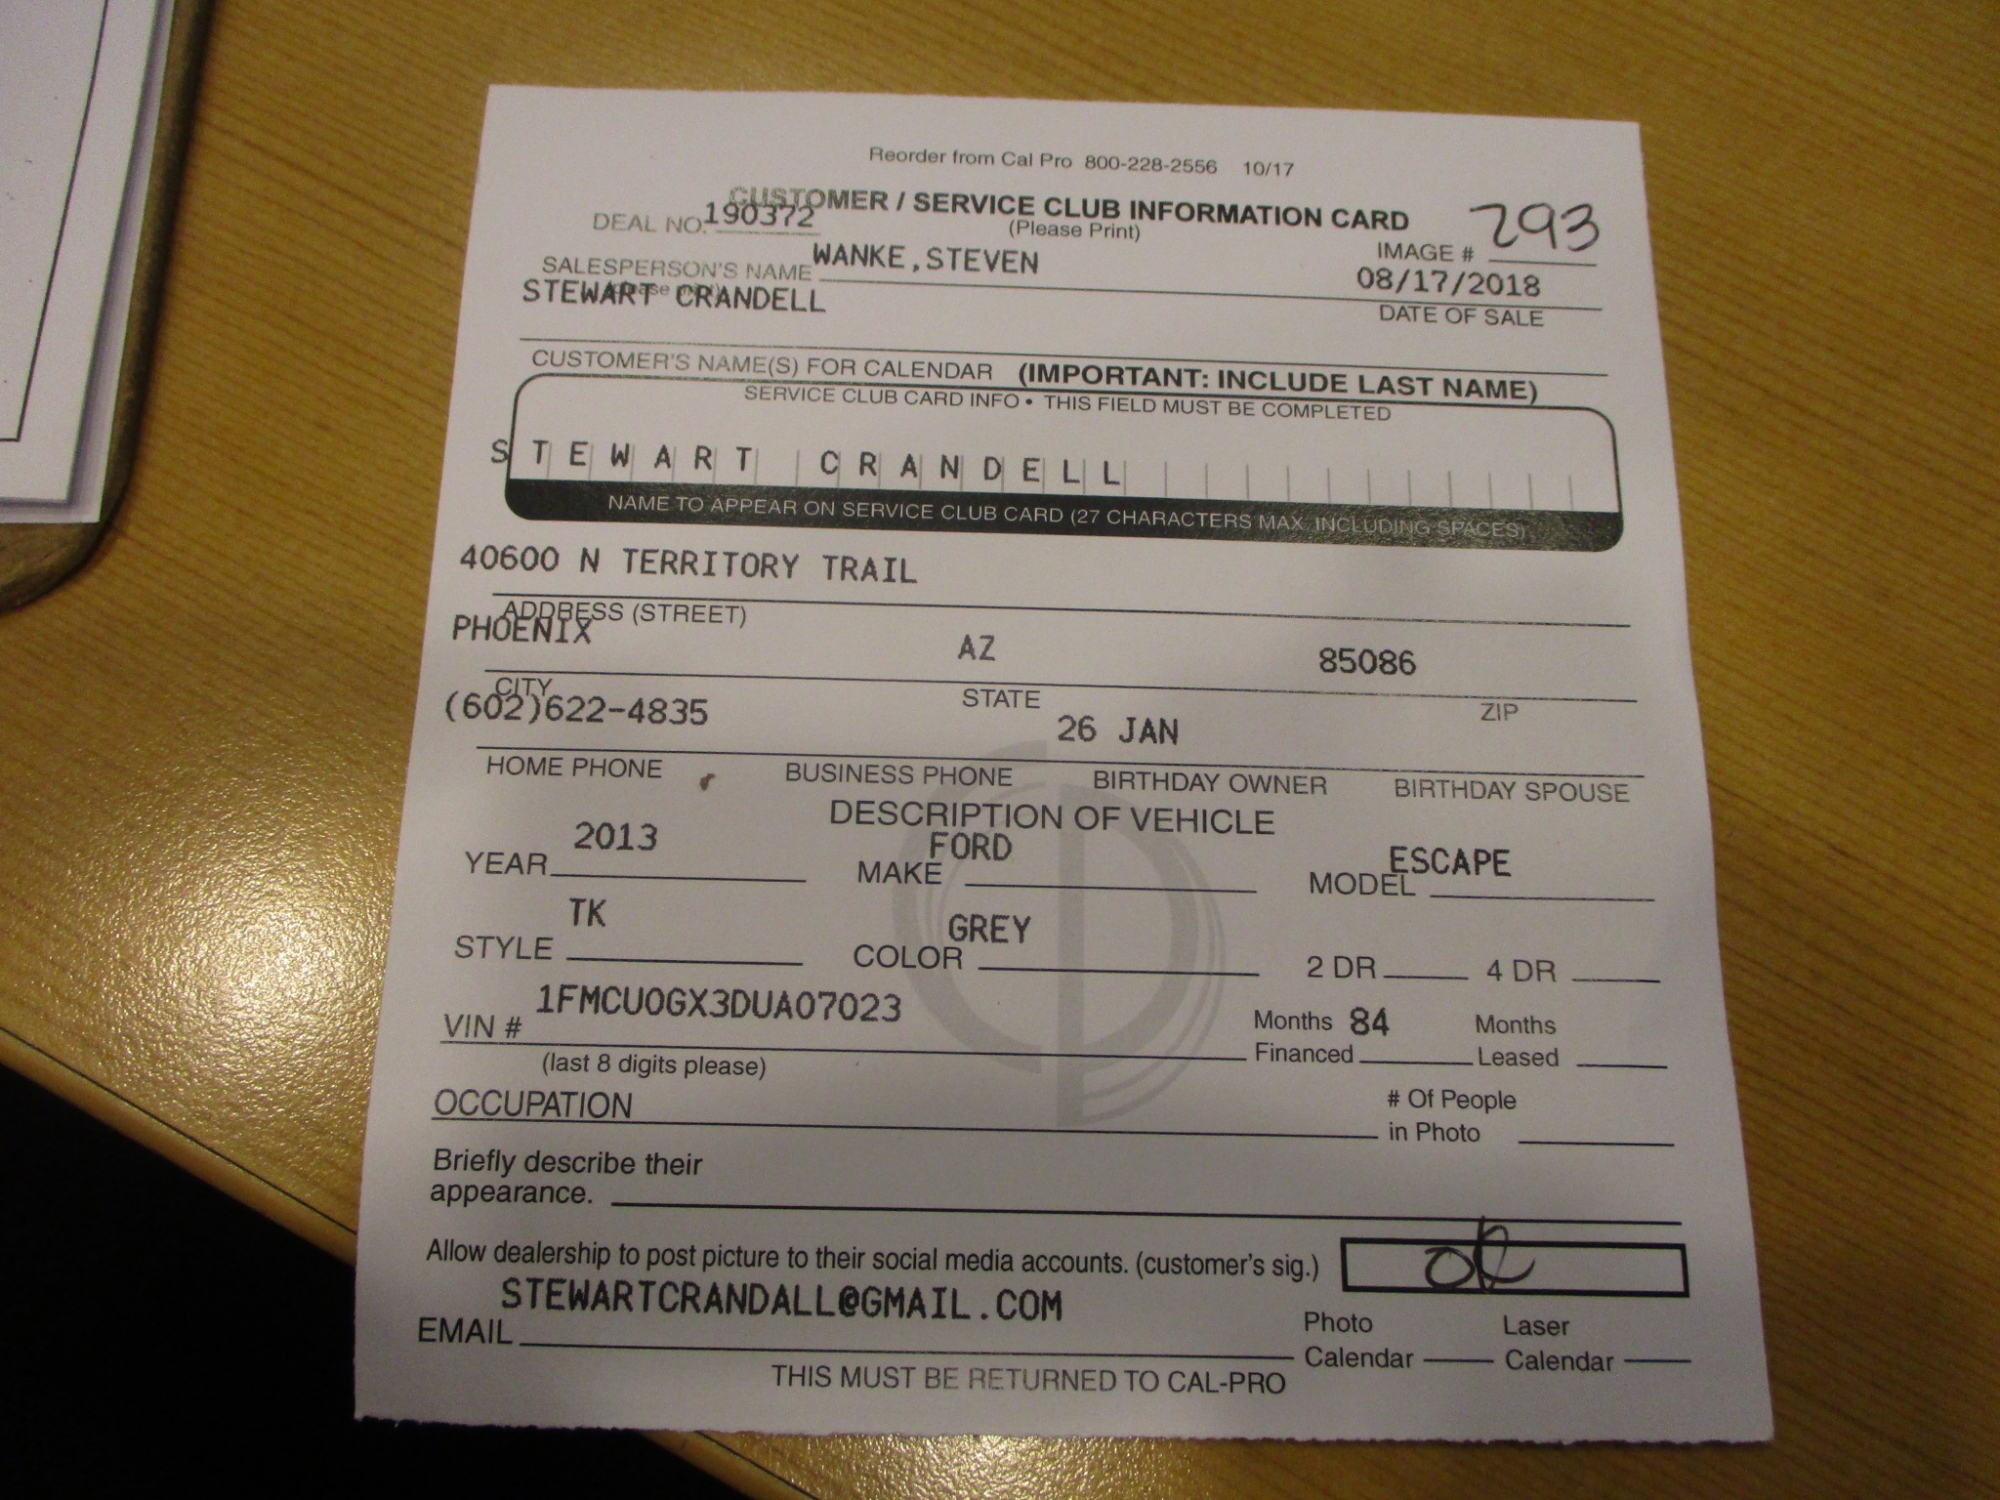 Reorder from Cal Pro 800-228-2556 10/17
CUSTOMER / SERVICE CLUB INFORMATION CARD
(Please Print)
DEAL NO. 190372
IMAGE # 293
SALESPERSON'S NAME WANKE,STEVEN
(please print)
08/17/2018
DATE OF SALE
STEWART CRANDELL
CUSTOMER'S NAME(S) FOR CALENDAR (IMPORTANT: INCLUDE LAST NAME)
SERVICE CLUB CARD INFO • THIS FIELD MUST BE COMPLETED
STEWART CRANDELL
NAME TO APPEAR ON SERVICE CLUB CARD (27 CHARACTERS MAX. INCLUDING SPACES)
40600 N TERRITORY TRAIL
ADDRESS (STREET)
PHOENIX AZ 85086
CITY STATE ZIP
(602)622-4835 26 JAN
HOME PHONE BUSINESS PHONE BIRTHDAY OWNER BIRTHDAY SPOUSE
DESCRIPTION OF VEHICLE
YEAR 2013 MAKE FORD MODEL ESCAPE
STYLE TK COLOR GREY 2 DR 4 DR
VIN # 1FMCU0GX3DUA07023
(last 8 digits please)
Months 84 Months
Financed Leased
OCCUPATION
# Of People
in Photo
Briefly describe their
appearance.
Allow dealership to post picture to their social media accounts. (customer's sig.) ok
EMAIL STEWARTCRANDALL@GMAIL.COM
Photo Laser
Calendar Calendar
THIS MUST BE RETURNED TO CAL-PRO